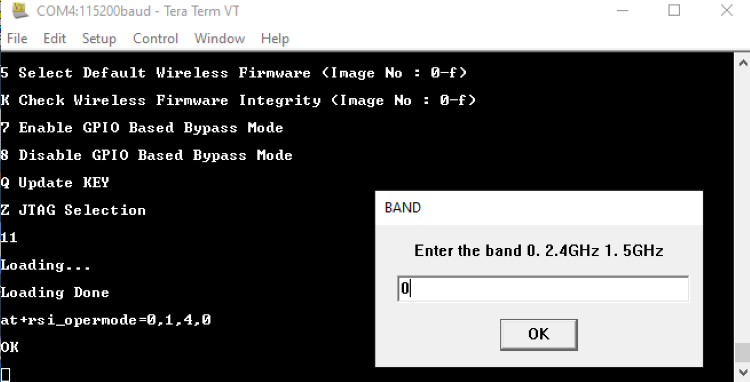 COM4:115200baud - Tera Term VT
File Edit Setup Control Window Help
5 Select Default Wireless Firmware (Image No : 0-f)
K Check Wireless Firmware Integrity (Image No : 0-f)
7 Enable GPIO Based Bypass Mode
8 Disable GPIO Based Bypass Mode
Q Update KEY
Z JTAG Selection
11
Loading...
Loading Done
at+rsi_opermode=0,1,4,0
OK
BAND
Enter the band 0. 2.4GHz 1. 5GHz
0
OK